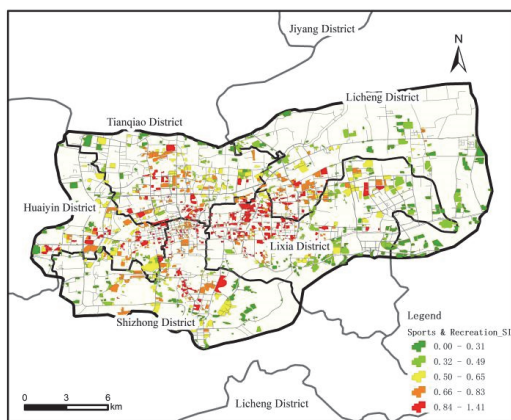 Jiyang District
N
Licheng District
Tianqiao District
Huaiyin District
Lixia District
Shizhong District
Legend
Sports & Recreation_SI
0.00 - 0.31
0.32 - 0.49
0.50 - 0.65
0.66 - 0.83
0.84 - 1.41
0 1.5 3 6
km
Licheng District